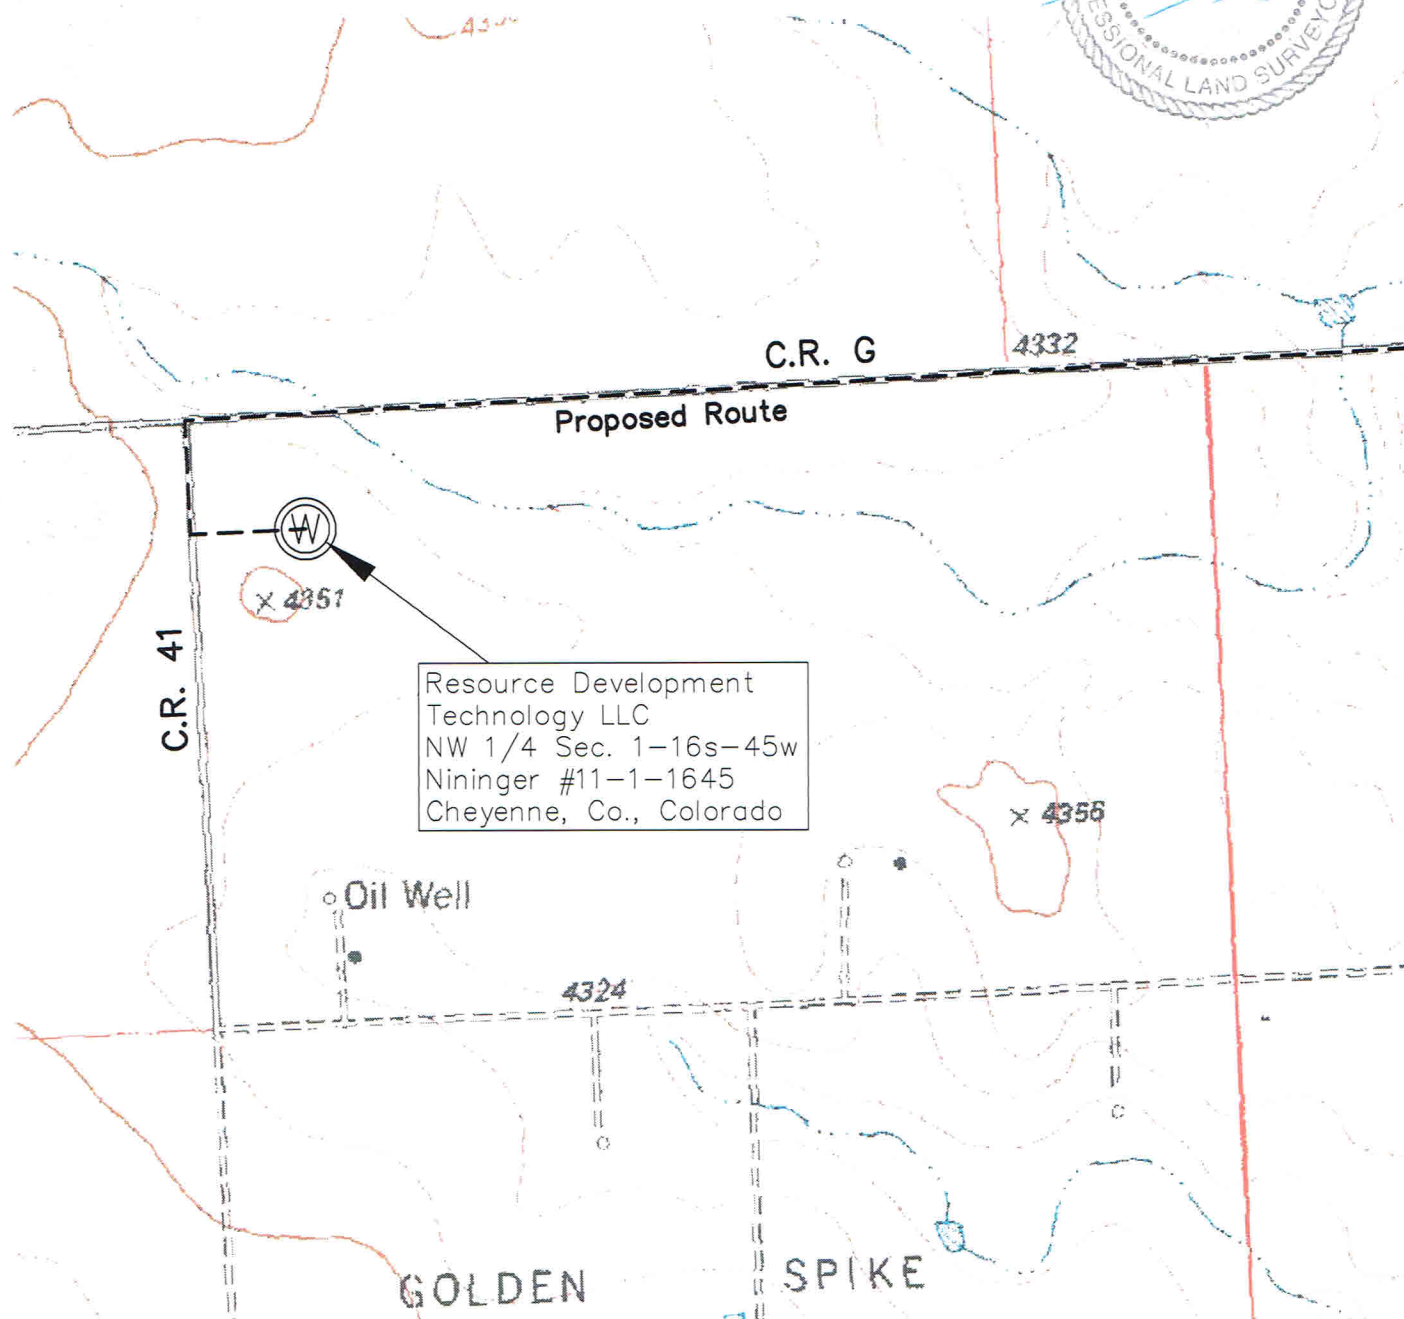 ESSIONAL LAND SURVEYO
C.R. G
4332
Proposed Route
W
4351
C.R. 41
Resource Development
Technology LLC
NW 1/4 Sec. 1-16s-45w
Nininger #11-1-1645
Cheyenne, Co., Colorado
4356
Oil Well
4324
GOLDEN SPIKE